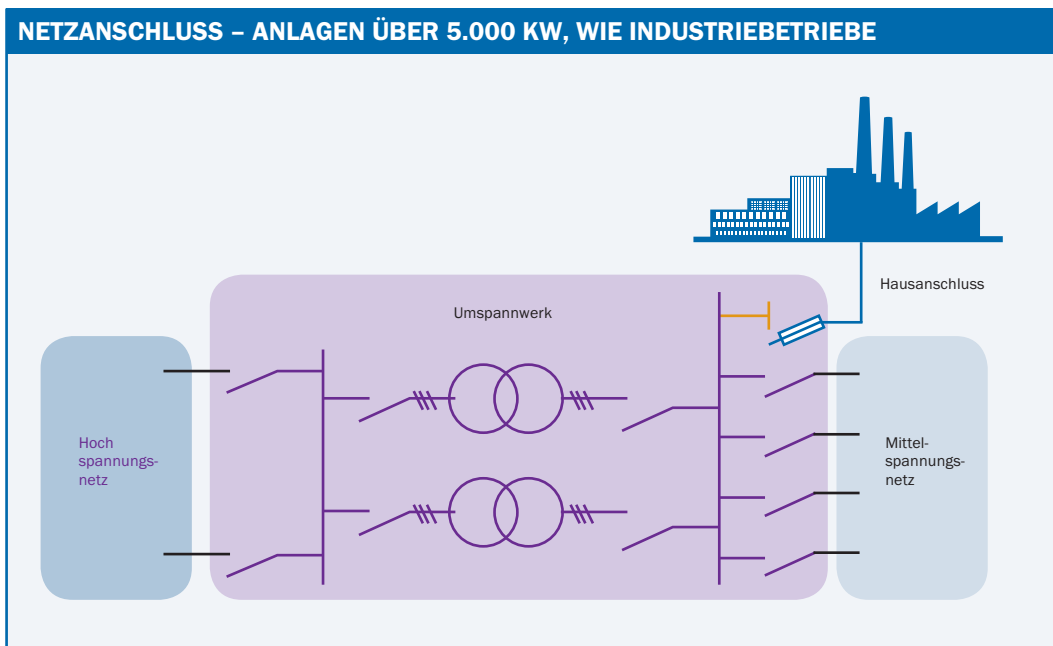 NETZANSCHLUSS – ANLAGEN ÜBER 5.000 KW, WIE INDUSTRIEBETRIEBE
Hausanschluss
Umspannwerk
Hoch
spannungs-
netz
Mittel-
spannungs-
netz